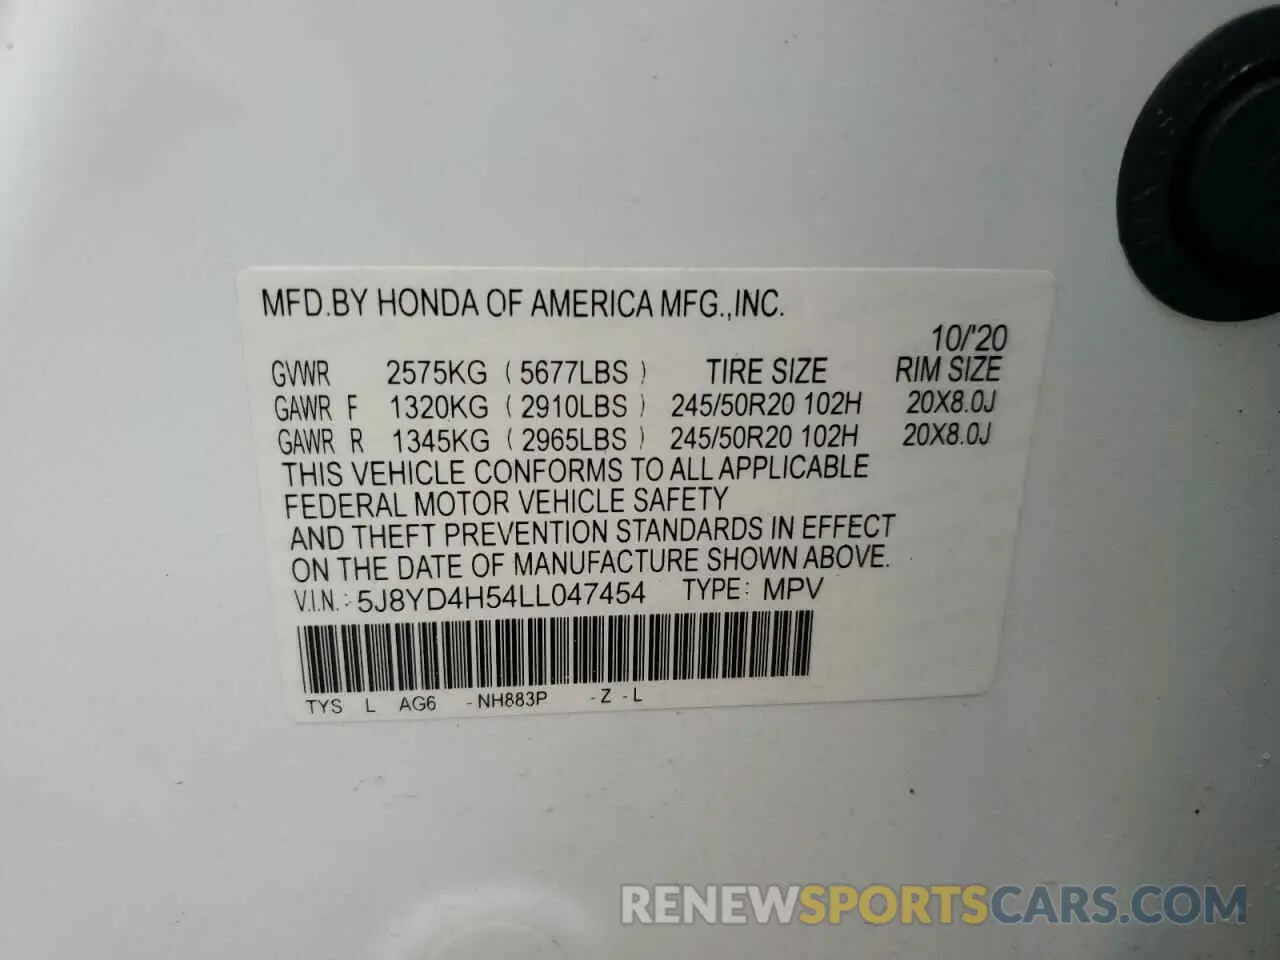 MFD.BY HONDA OF AMERICA MFG.,INC.
10/'20
GVWR 2575KG (5677LBS) TIRE SIZE RIM SIZE
GAWR F 1320KG (2910LBS) 245/50R20 102H 20X8.0J
GAWR R 1345KG (2965LBS) 245/50R20 102H 20X8.0J
THIS VEHICLE CONFORMS TO ALL APPLICABLE
FEDERAL MOTOR VEHICLE SAFETY
AND THEFT PREVENTION STANDARDS IN EFFECT
ON THE DATE OF MANUFACTURE SHOWN ABOVE.
V.I.N.: 5J8YD4H54LL047454 TYPE: MPV
TYS L AG6 -NH883P -Z -L
RENEWSPORTSCARS.COM